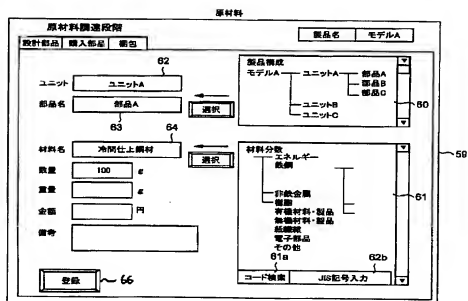 原材料
原材料調達段階
製品名 モデルA
設計部品 購入部品 梱包
62
ユニット ユニットA
部品名 部品A
選択
63
64
材料名 冷間仕上鋼材
選択
数量 100 g
重量 g
金額 円
備考
登録 66
製品構成
モデルA ユニットA 部品A
部品B
部品C
ユニットB
ユニットC
60
59
材料分類
エネルギー
鉄鋼
非鉄金属
樹脂
有機材料・製品
無機材料・製品
紙繊維
電子部品
その他
61
61a
62b
コード検索 JIS記号入力